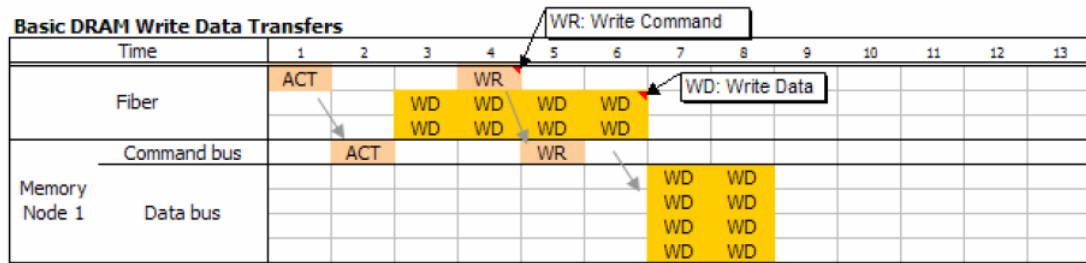 Basic DRAM Write Data Transfers
WR: Write Command
Time 1 2 3 4 5 6 7 8 9 10 11 12 13
ACT WR
WD: Write Data
Fiber WD WD WD WD
WD WD WD WD
Command bus ACT WR
WD WD
Memory WD WD
Node 1 Data bus
WD WD
WD WD